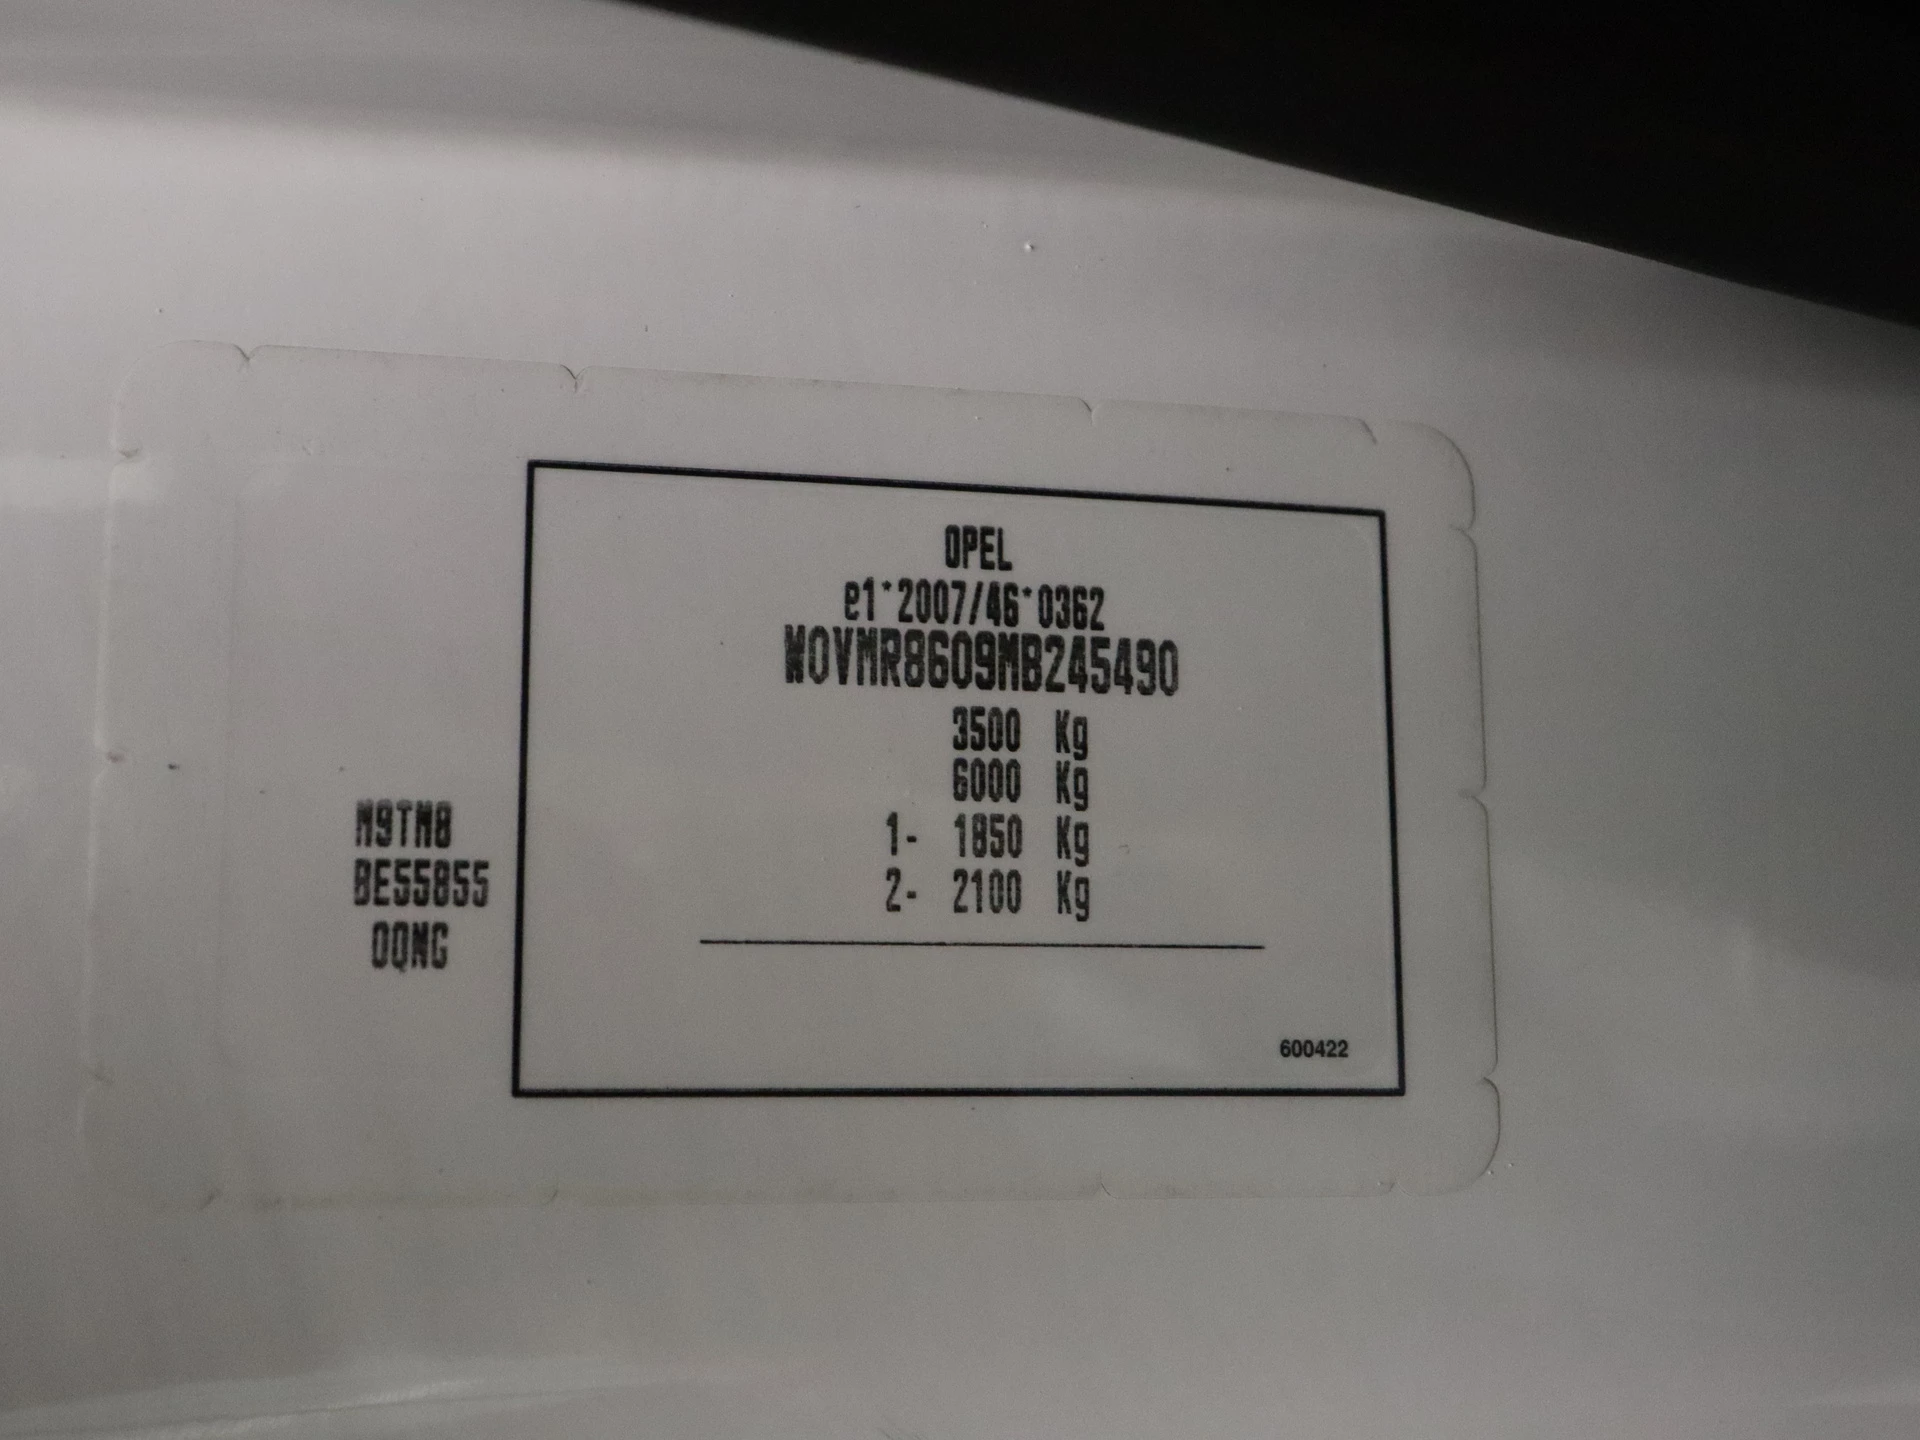 OPEL
e1*2007/46*0362
W0VMR8609MB245490
3500 Kg
6000 Kg
1- 1850 Kg
2- 2100 Kg
M9TM8
BE55855
0QNG
600422